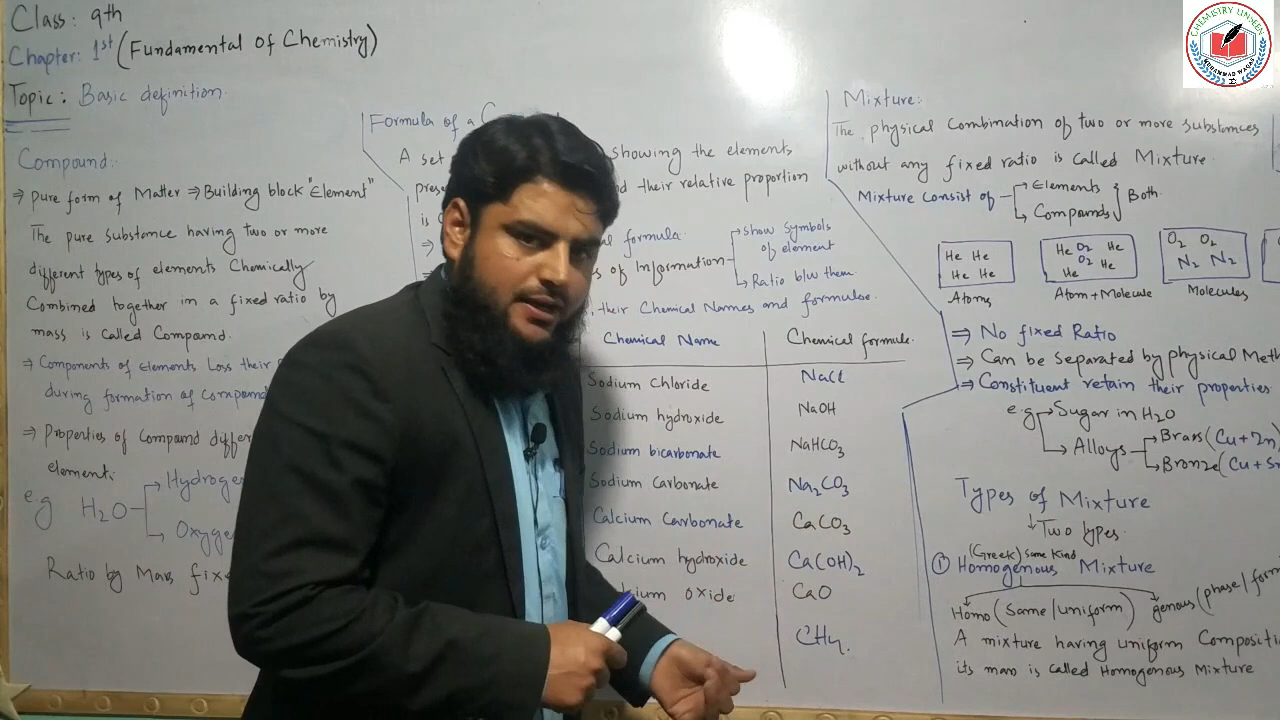 Class: 9th
Chapter: 1st (Fundamental of Chemistry)
Topic: Basic definition
Compound:
⇒ Pure form of Matter ⇒ Building block "Element"
The pure substance having two or more
different types of elements Chemically
Combined together in a fixed ratio by
mass is called Compound.
⇒ Components of elements Loss their
during formation of Compound
⇒ Properties of Compound differ
element:
e.g H2O → Hydroge
→ Oxyge
Ratio by Mass fix
Formula of a C
A set showing the elements
pres d their relative proportion
is
⇒ al formula:
s of Information → show Symbols
of element
→ Ratio b/w them.
, their Chemical Names and formulae.
Chemical Name Chemical formula.
Sodium Chloride NaCl
Sodium hydroxide NaOH
Sodium bicarbonate NaHCO3
Sodium Carbonate Na2CO3
Calcium Carbonate CaCO3
Calcium hydroxide Ca(OH)2
ium oxide CaO
CH4.
Mixture:
The physical Combination of two or more substances
without any fixed ratio is called Mixture.
Mixture Consist of → Elements
→ Compounds } Both
He He
He He
Atoms
He O2 He
O2
He He
Atom + Molecule
O2 O2
N2 N2
Molecules
⇒ No fixed Ratio
⇒ Can be Separated by physical Meth
⇒ Constituent retain their properties.
e.g → Sugar in H2O
→ Alloys → Brass (Cu + Zn)
→ Bronze (Cu + Sn
Types of Mixture
↓ Two types.
(Greek) same kind
① Homogenous Mixture
Homo (Same/uniform) genous (phase/form
A mixture having uniform Compositi
its mass is called Homogenous Mixture
CHEMISTRY UNSEEN
MUHAMMAD WAQAS